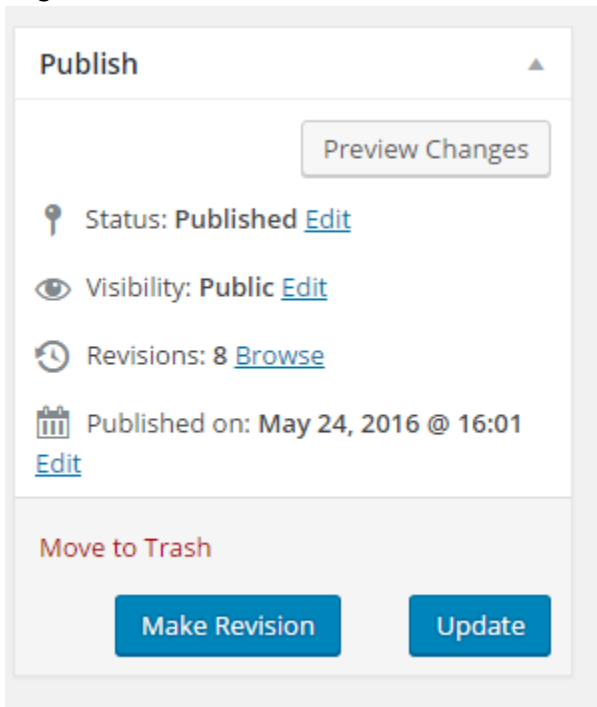 Publish
Preview Changes
Status: Published Edit
Visibility: Public Edit
Revisions: 8 Browse
Published on: May 24, 2016 @ 16:01
Edit
Move to Trash
Make Revision
Update